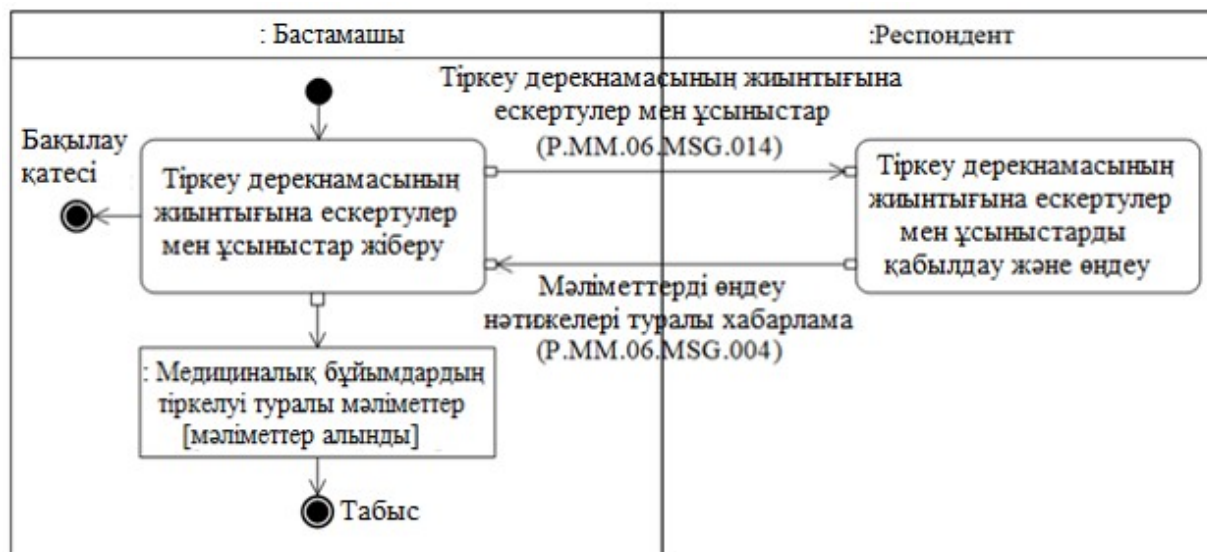 : Бастамашы
:Респондент
Тіркеу дерекнамасының жиынтығына
ескертулер мен ұсыныстар
(P.MM.06.MSG.014)
Бақылау
қатесі
Тіркеу дерекнамасының
жиынтығына ескертулер
мен ұсыныстар жіберу
Тіркеу дерекнамасының
жиынтығына ескертулер
мен ұсыныстарды
қабылдау және өңдеу
Мәліметтерді өңдеу
нәтижелері туралы хабарлама
(P.MM.06.MSG.004)
: Медициналық бұйымдардың
тіркелуі туралы мәліметтер
[мәліметтер алынды]
Табыс